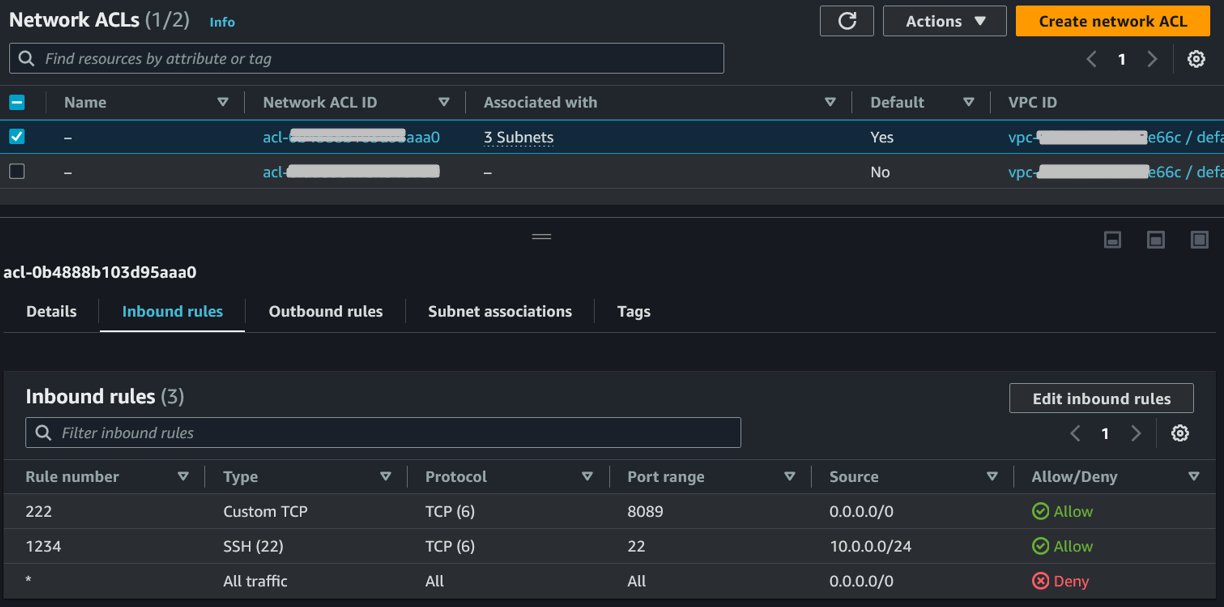 Network ACLs (1/2) Info Actions Create network ACL
Find resources by attribute or tag 1
Name Network ACL ID Associated with Default VPC ID
– acl- aaa0 3 Subnets Yes vpc- e66c / defa
– acl- – No vpc- e66c / defa
acl-0b4888b103d95aaa0
Details Inbound rules Outbound rules Subnet associations Tags
Inbound rules (3) Edit inbound rules
Filter inbound rules 1
Rule number Type Protocol Port range Source Allow/Deny
222 Custom TCP TCP (6) 8089 0.0.0.0/0 Allow
1234 SSH (22) TCP (6) 22 10.0.0.0/24 Allow
* All traffic All All 0.0.0.0/0 Deny